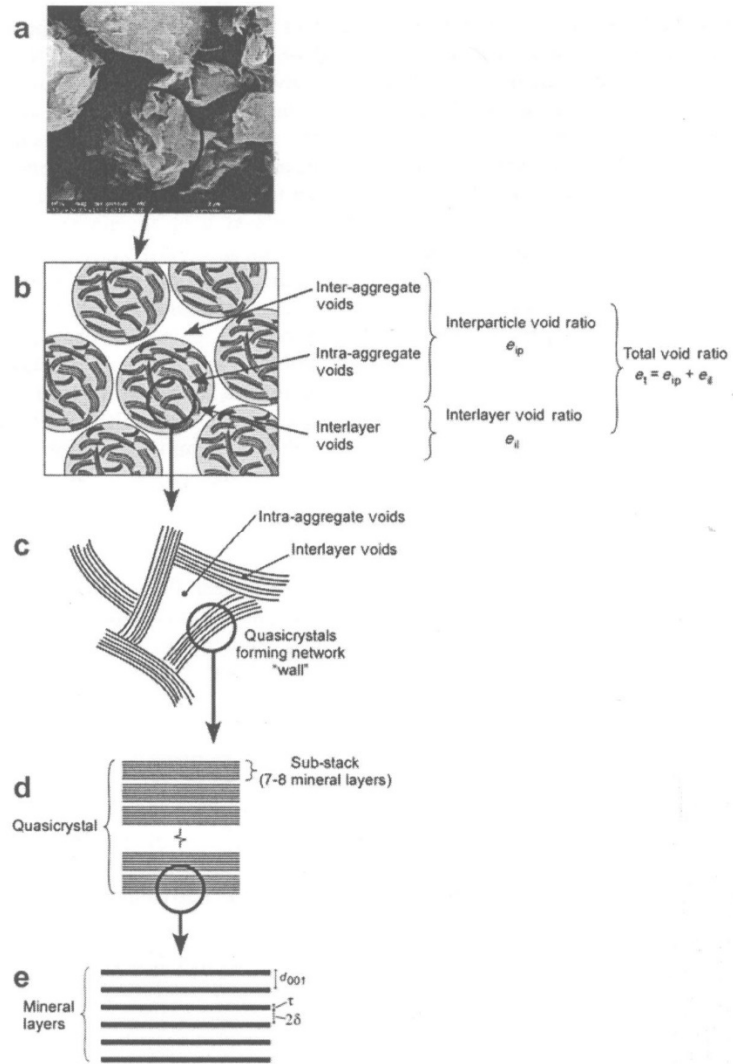 a
b
Inter-aggregate
voids
Intra-aggregate
voids
Interlayer
voids
Interparticle void ratio
e_ip
Interlayer void ratio
e_il
Total void ratio
e_t = e_ip + e_il
c
Intra-aggregate voids
Interlayer voids
Quasicrystals
forming network
"wall"
d
Quasicrystal
Sub-stack
(7-8 mineral layers)
e
Mineral
layers
d_001
τ
2δ